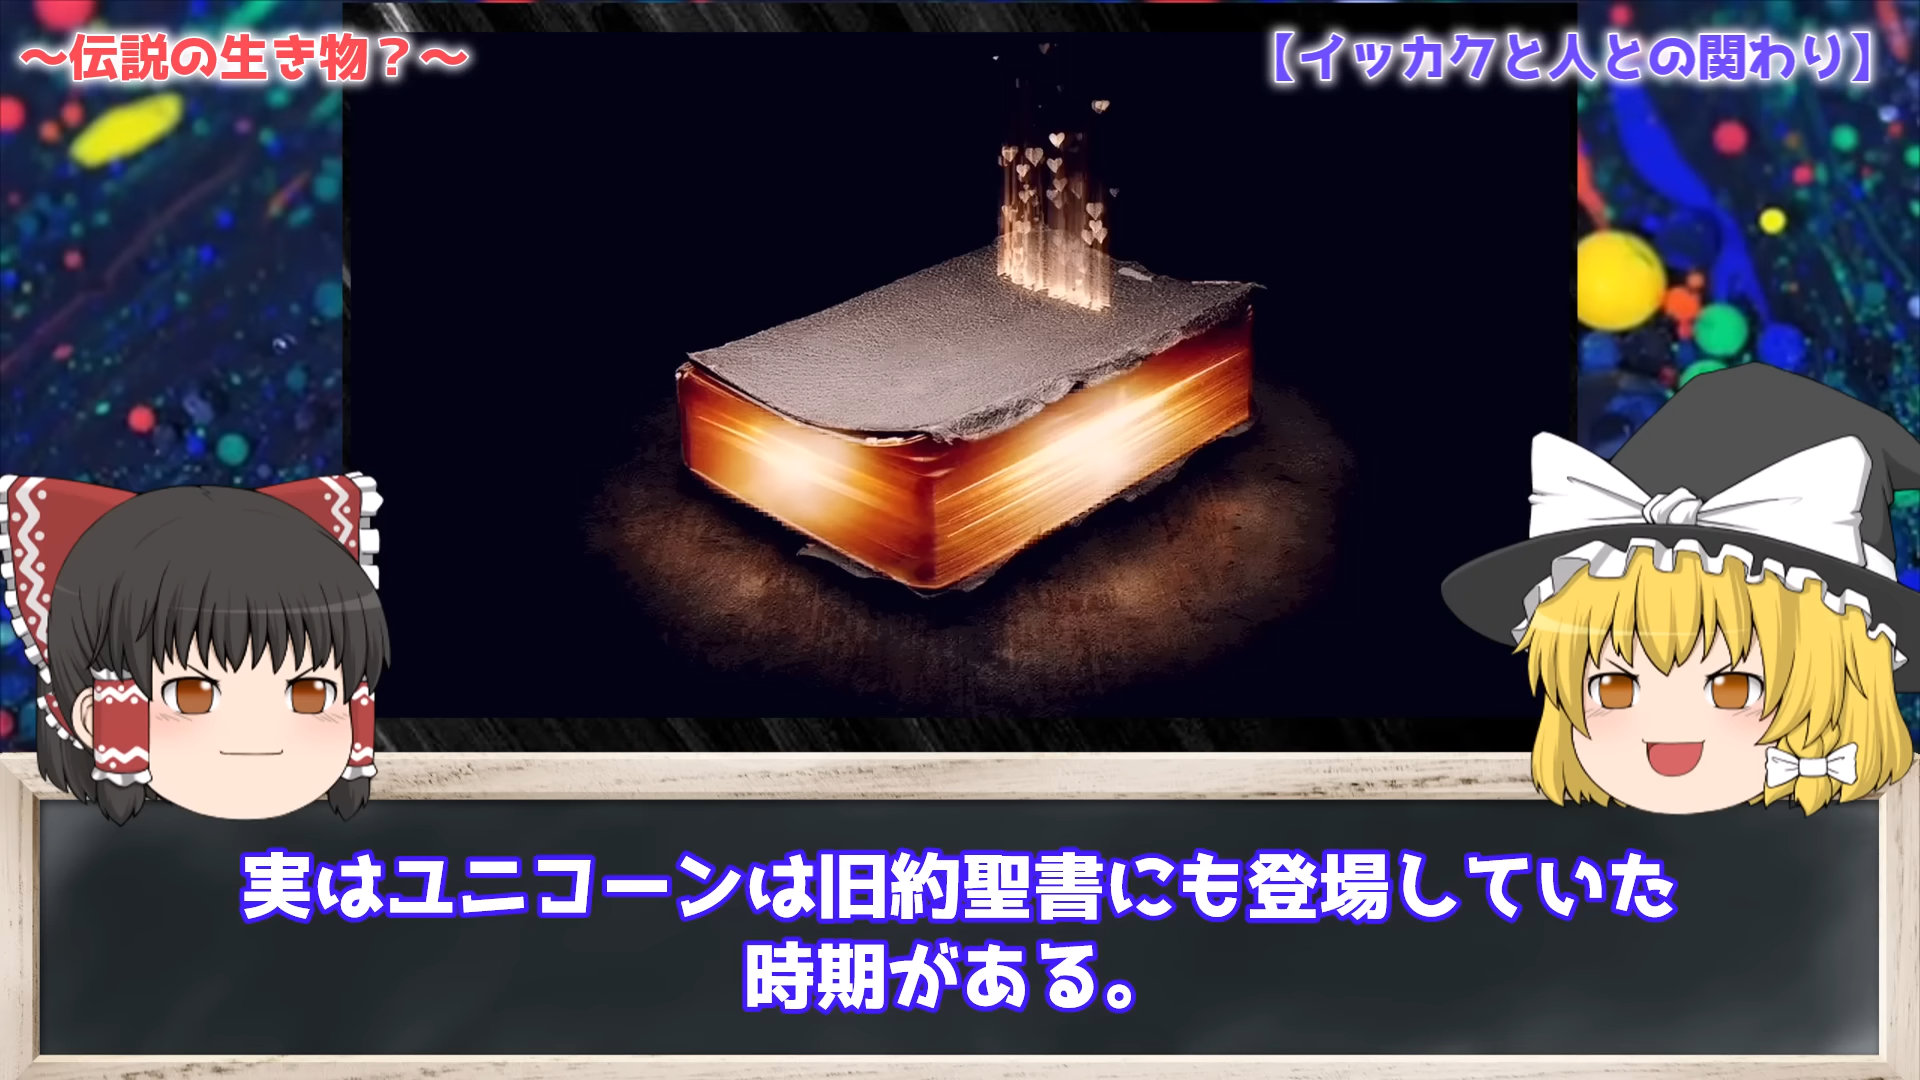 ～伝説の生き物？～
【イッカクと人との関わり】
実はユニコーンは旧約聖書にも登場していた
時期がある。